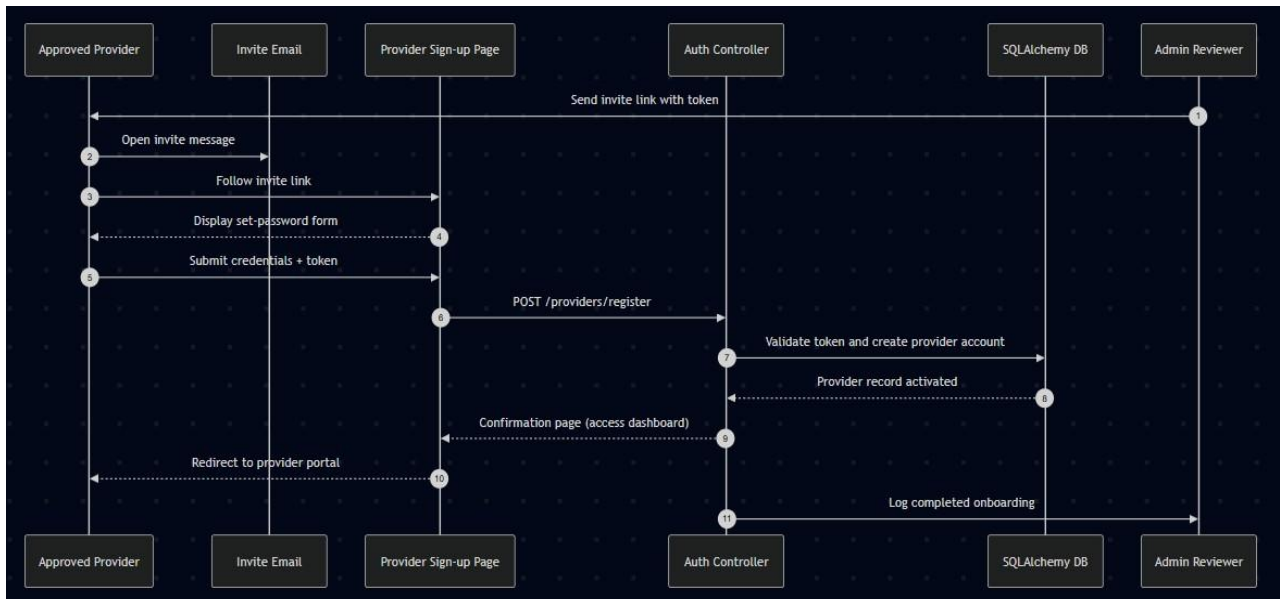 Approved Provider
Invite Email
Provider Sign-up Page
Auth Controller
SQLAlchemy DB
Admin Reviewer
Send invite link with token
1
Open invite message
2
Follow invite link
3
Display set-password form
4
Submit credentials + token
5
POST /providers/register
6
Validate token and create provider account
7
Provider record activated
8
Confirmation page (access dashboard)
9
Redirect to provider portal
10
Log completed onboarding
11
Approved Provider
Invite Email
Provider Sign-up Page
Auth Controller
SQLAlchemy DB
Admin Reviewer